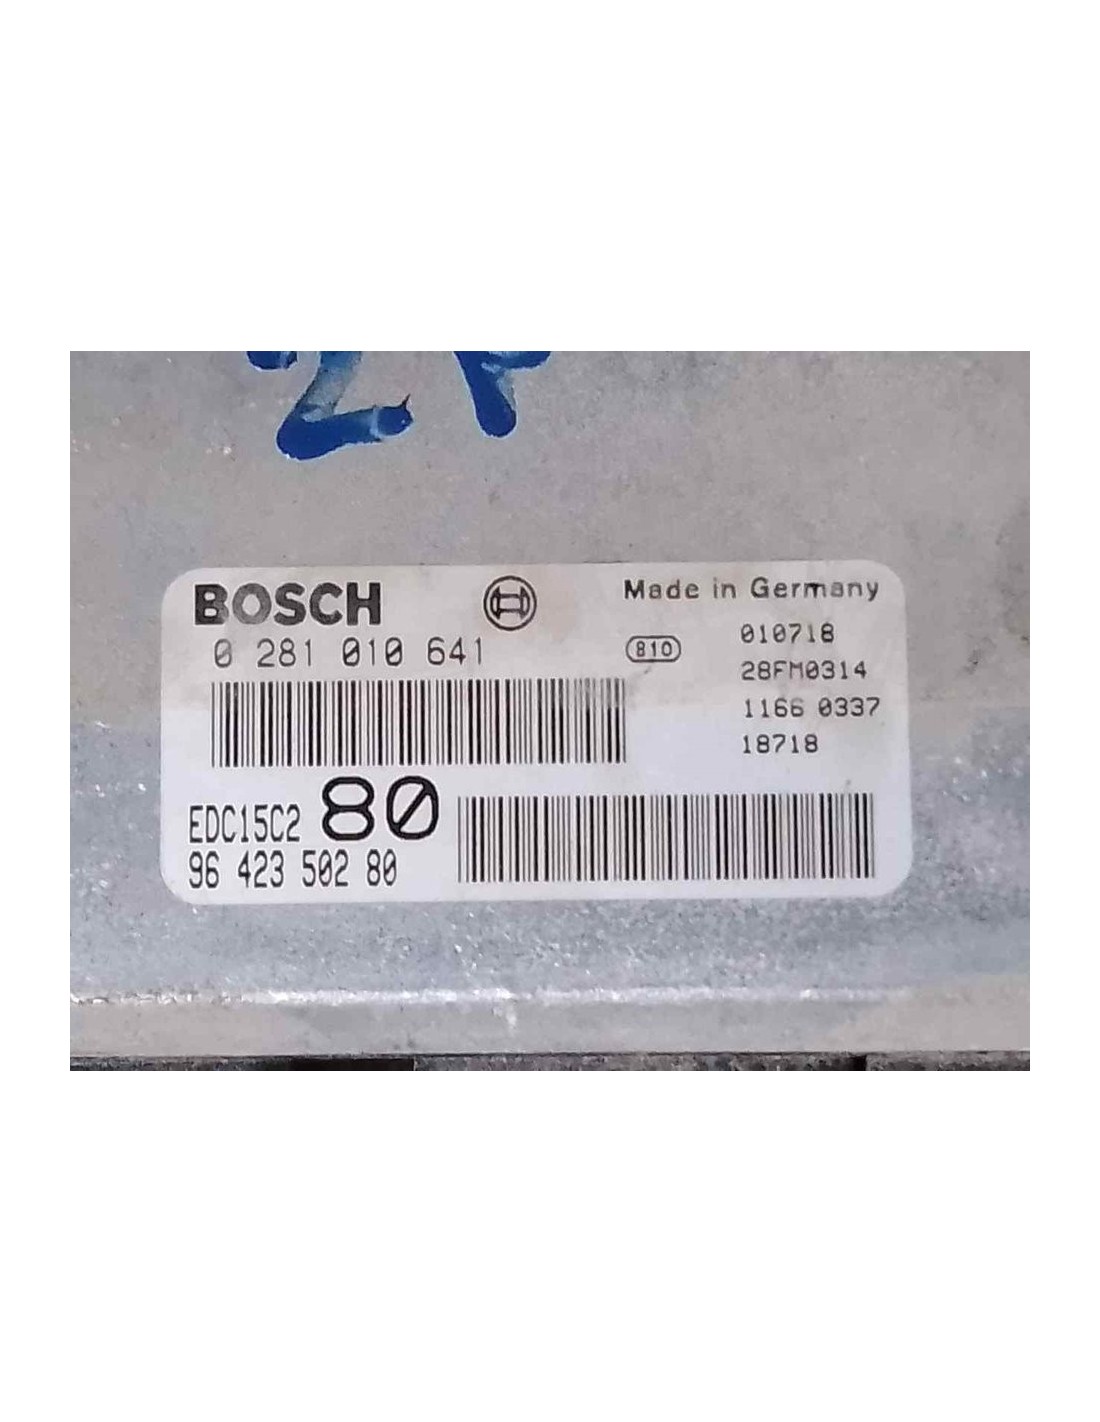 BOSCH
Made in Germany
0 281 010 641
810
010718
28FM0314
1166 0337
18718
EDC15C2 80
96 423 502 80